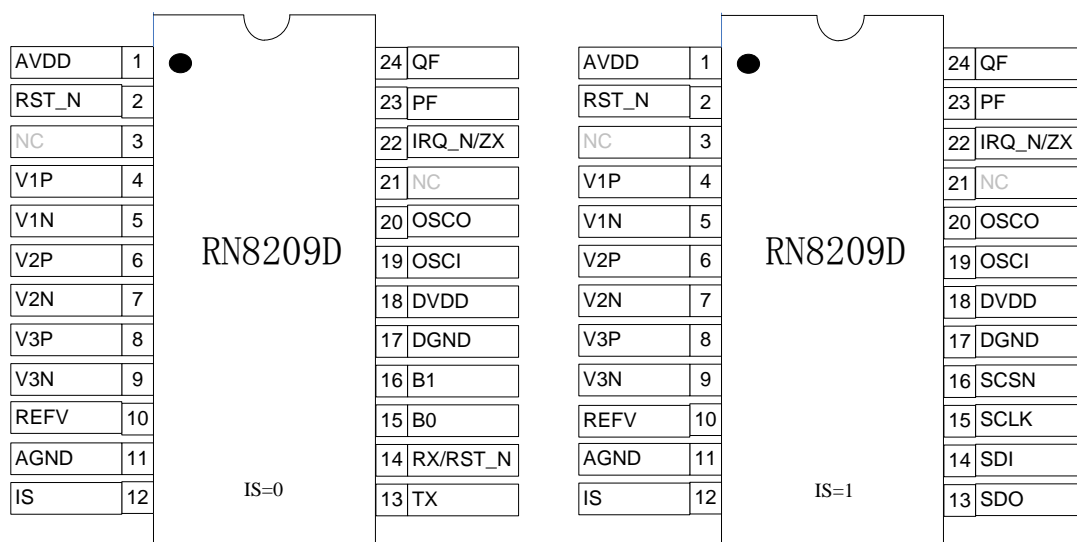 AVDD 1 24 QF AVDD 1 24 QF
RST_N 2 23 PF RST_N 2 23 PF
NC 3 22 IRQ_N/ZX NC 3 22 IRQ_N/ZX
V1P 4 21 NC V1P 4 21 NC
V1N 5 20 OSCO V1N 5 20 OSCO
V2P 6 RN8209D 19 OSCI V2P 6 RN8209D 19 OSCI
V2N 7 18 DVDD V2N 7 18 DVDD
V3P 8 17 DGND V3P 8 17 DGND
V3N 9 16 B1 V3N 9 16 SCSN
REFV 10 15 B0 REFV 10 15 SCLK
AGND 11 14 RX/RST_N AGND 11 14 SDI
IS 12 IS=0 13 TX IS 12 IS=1 13 SDO